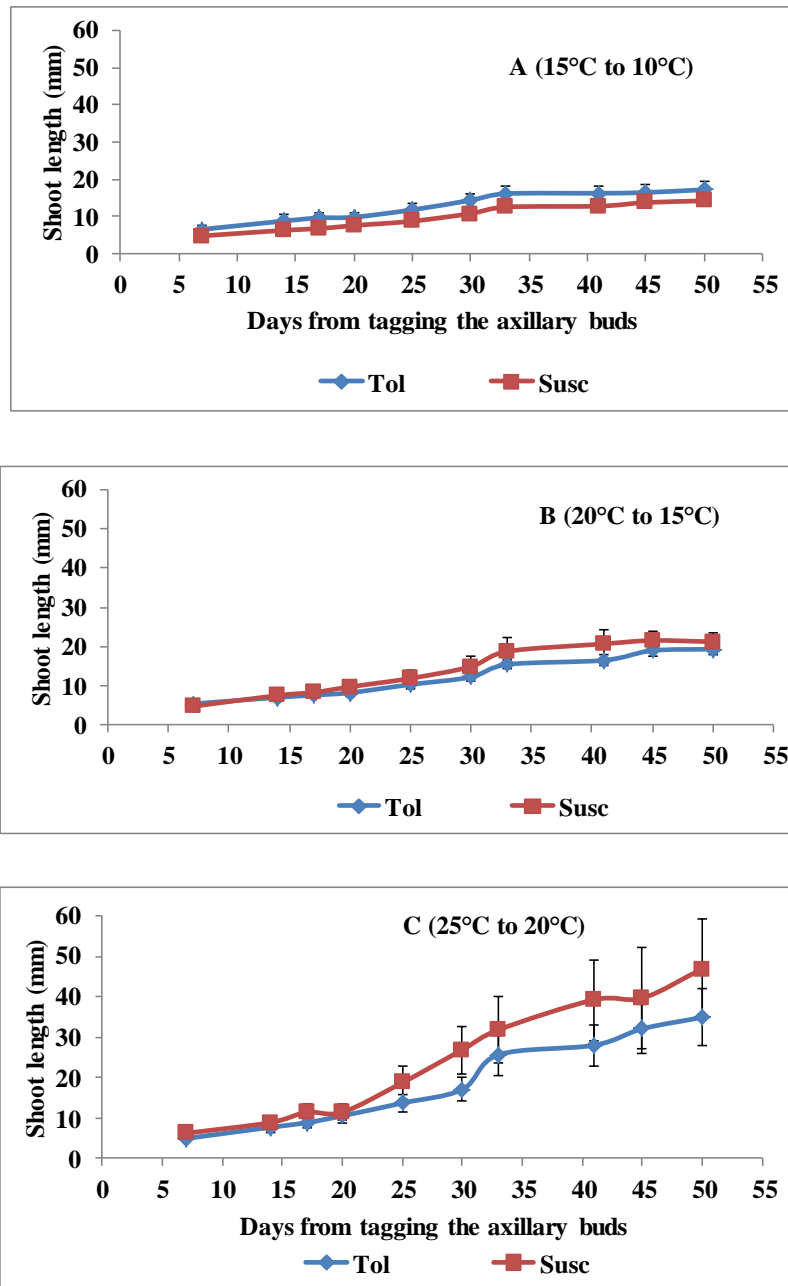 A (15°C to 10°C)
Shoot length (mm)
60
50
40
30
20
10
0
0 5 10 15 20 25 30 35 40 45 50 55
Days from tagging the axillary buds
Tol Susc
B (20°C to 15°C)
Shoot length (mm)
60
50
40
30
20
10
0
0 5 10 15 20 25 30 35 40 45 50 55
Tol Susc
C (25°C to 20°C)
Shoot length (mm)
60
50
40
30
20
10
0
0 5 10 15 20 25 30 35 40 45 50 55
Days from tagging the axillary buds
Tol Susc